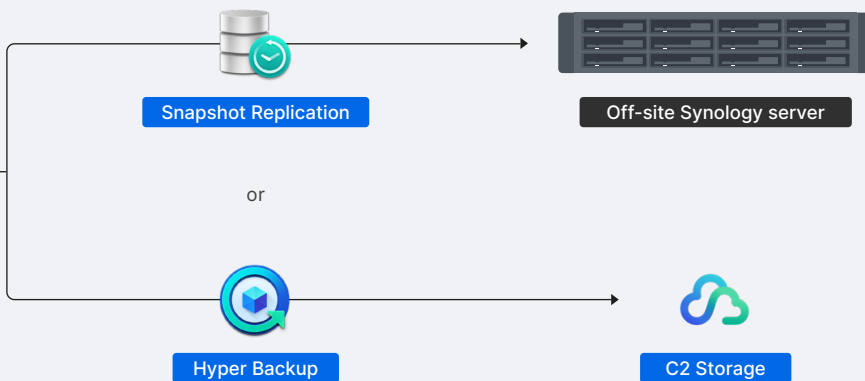 Snapshot Replication
Off-site Synology server
or
Hyper Backup
C2 Storage